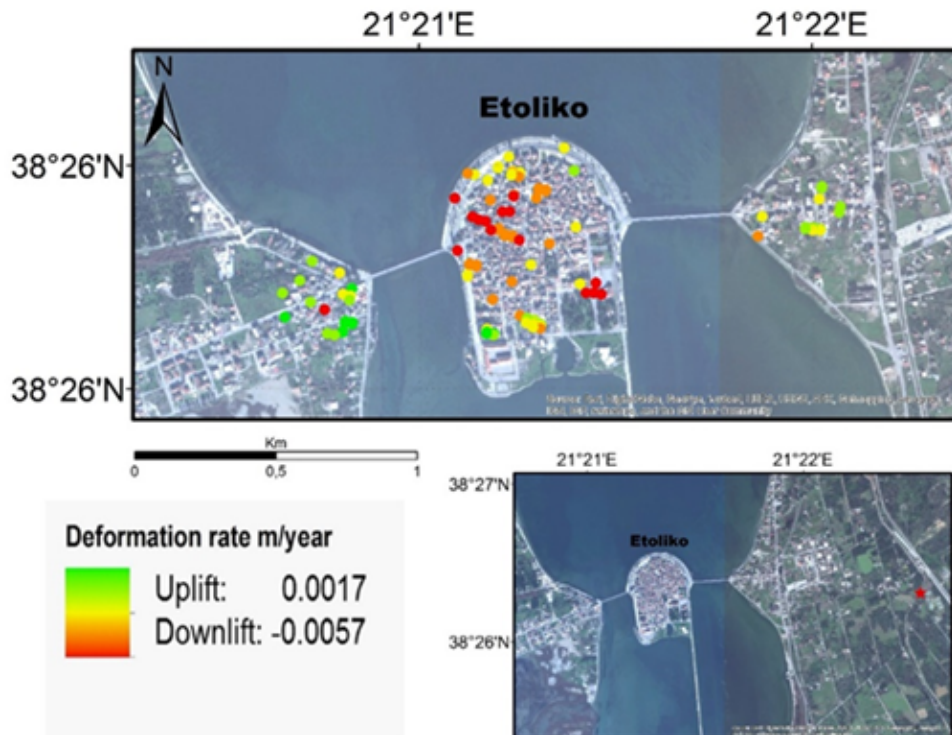 21°21'E 21°22'E
N
Etoliko
38°26'N
38°26'N
Km
0 0,5 1
21°21'E 21°22'E
38°27'N
Etoliko
38°26'N
Deformation rate m/year
Uplift: 0.0017
Downlift: -0.0057